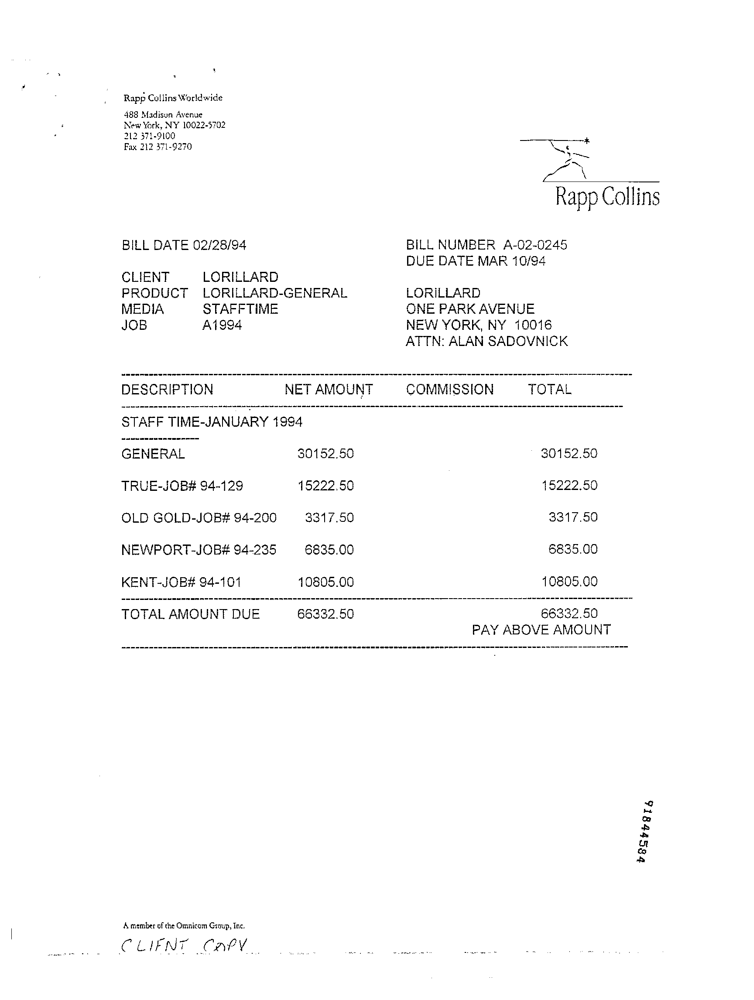 Rapp Collins Worldwide
488 Madison Avenue
New York, NY 10022-5702
212 371-9100
Fax 212 371-9270
Rapp Collins
BILL DATE 02/28/94
BILL NUMBER A-02-0245
DUE DATE MAR 10/94
CLIENT LORILLARD
PRODUCT LORILLARD-GENERAL
MEDIA STAFFTIME
JOB A1994
LORILLARD
ONE PARK AVENUE
NEW YORK, NY 10016
ATTN: ALAN SADOVNICK
DESCRIPTION NET AMOUNT COMMISSION TOTAL
STAFF TIME-JANUARY 1994
GENERAL 30152.50 30152.50
TRUE-JOB# 94-129 15222.50 15222.50
OLD GOLD-JOB# 94-200 3317.50 3317.50
NEWPORT-JOB# 94-235 6835.00 6835.00
KENT-JOB# 94-101 10805.00 10805.00
TOTAL AMOUNT DUE 66332.50 66332.50
PAY ABOVE AMOUNT
91844584
A member of the Omnicom Group, Inc.
CLIENT COPY